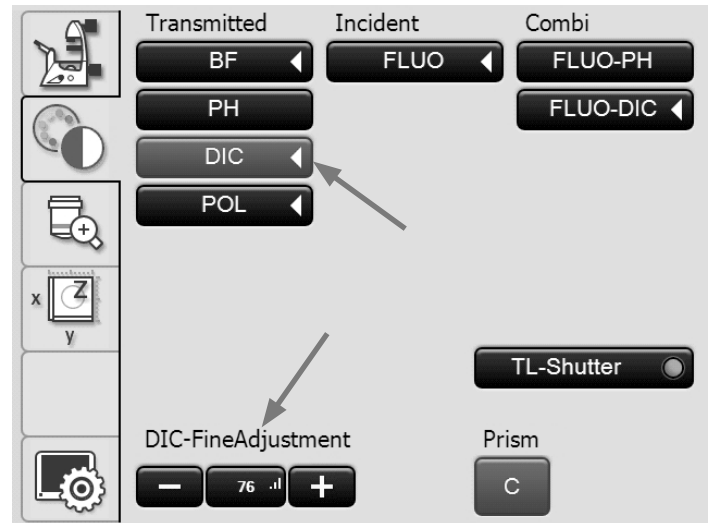 Transmitted Incident Combi
BF FLUO FLUO-PH
PH FLUO-DIC
DIC
POL
Z
x
y
TL-Shutter
DIC-FineAdjustment Prism
76 C